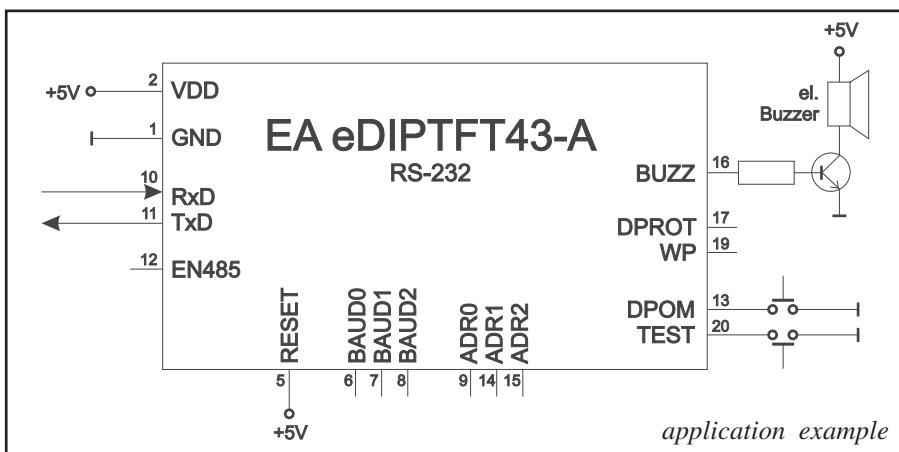 +5V
+5V
2
VDD
1
GND
10
RxD
11
TxD
12
EN485
EA eDIPTFT43-A
RS-232
el.
Buzzer
BUZZ
16
DPROT
17
WP
19
DPOM
13
TEST
20
RESET
BAUD0
BAUD1
BAUD2
ADR0
ADR1
ADR2
5
6
7
8
9
14
15
+5V
application example